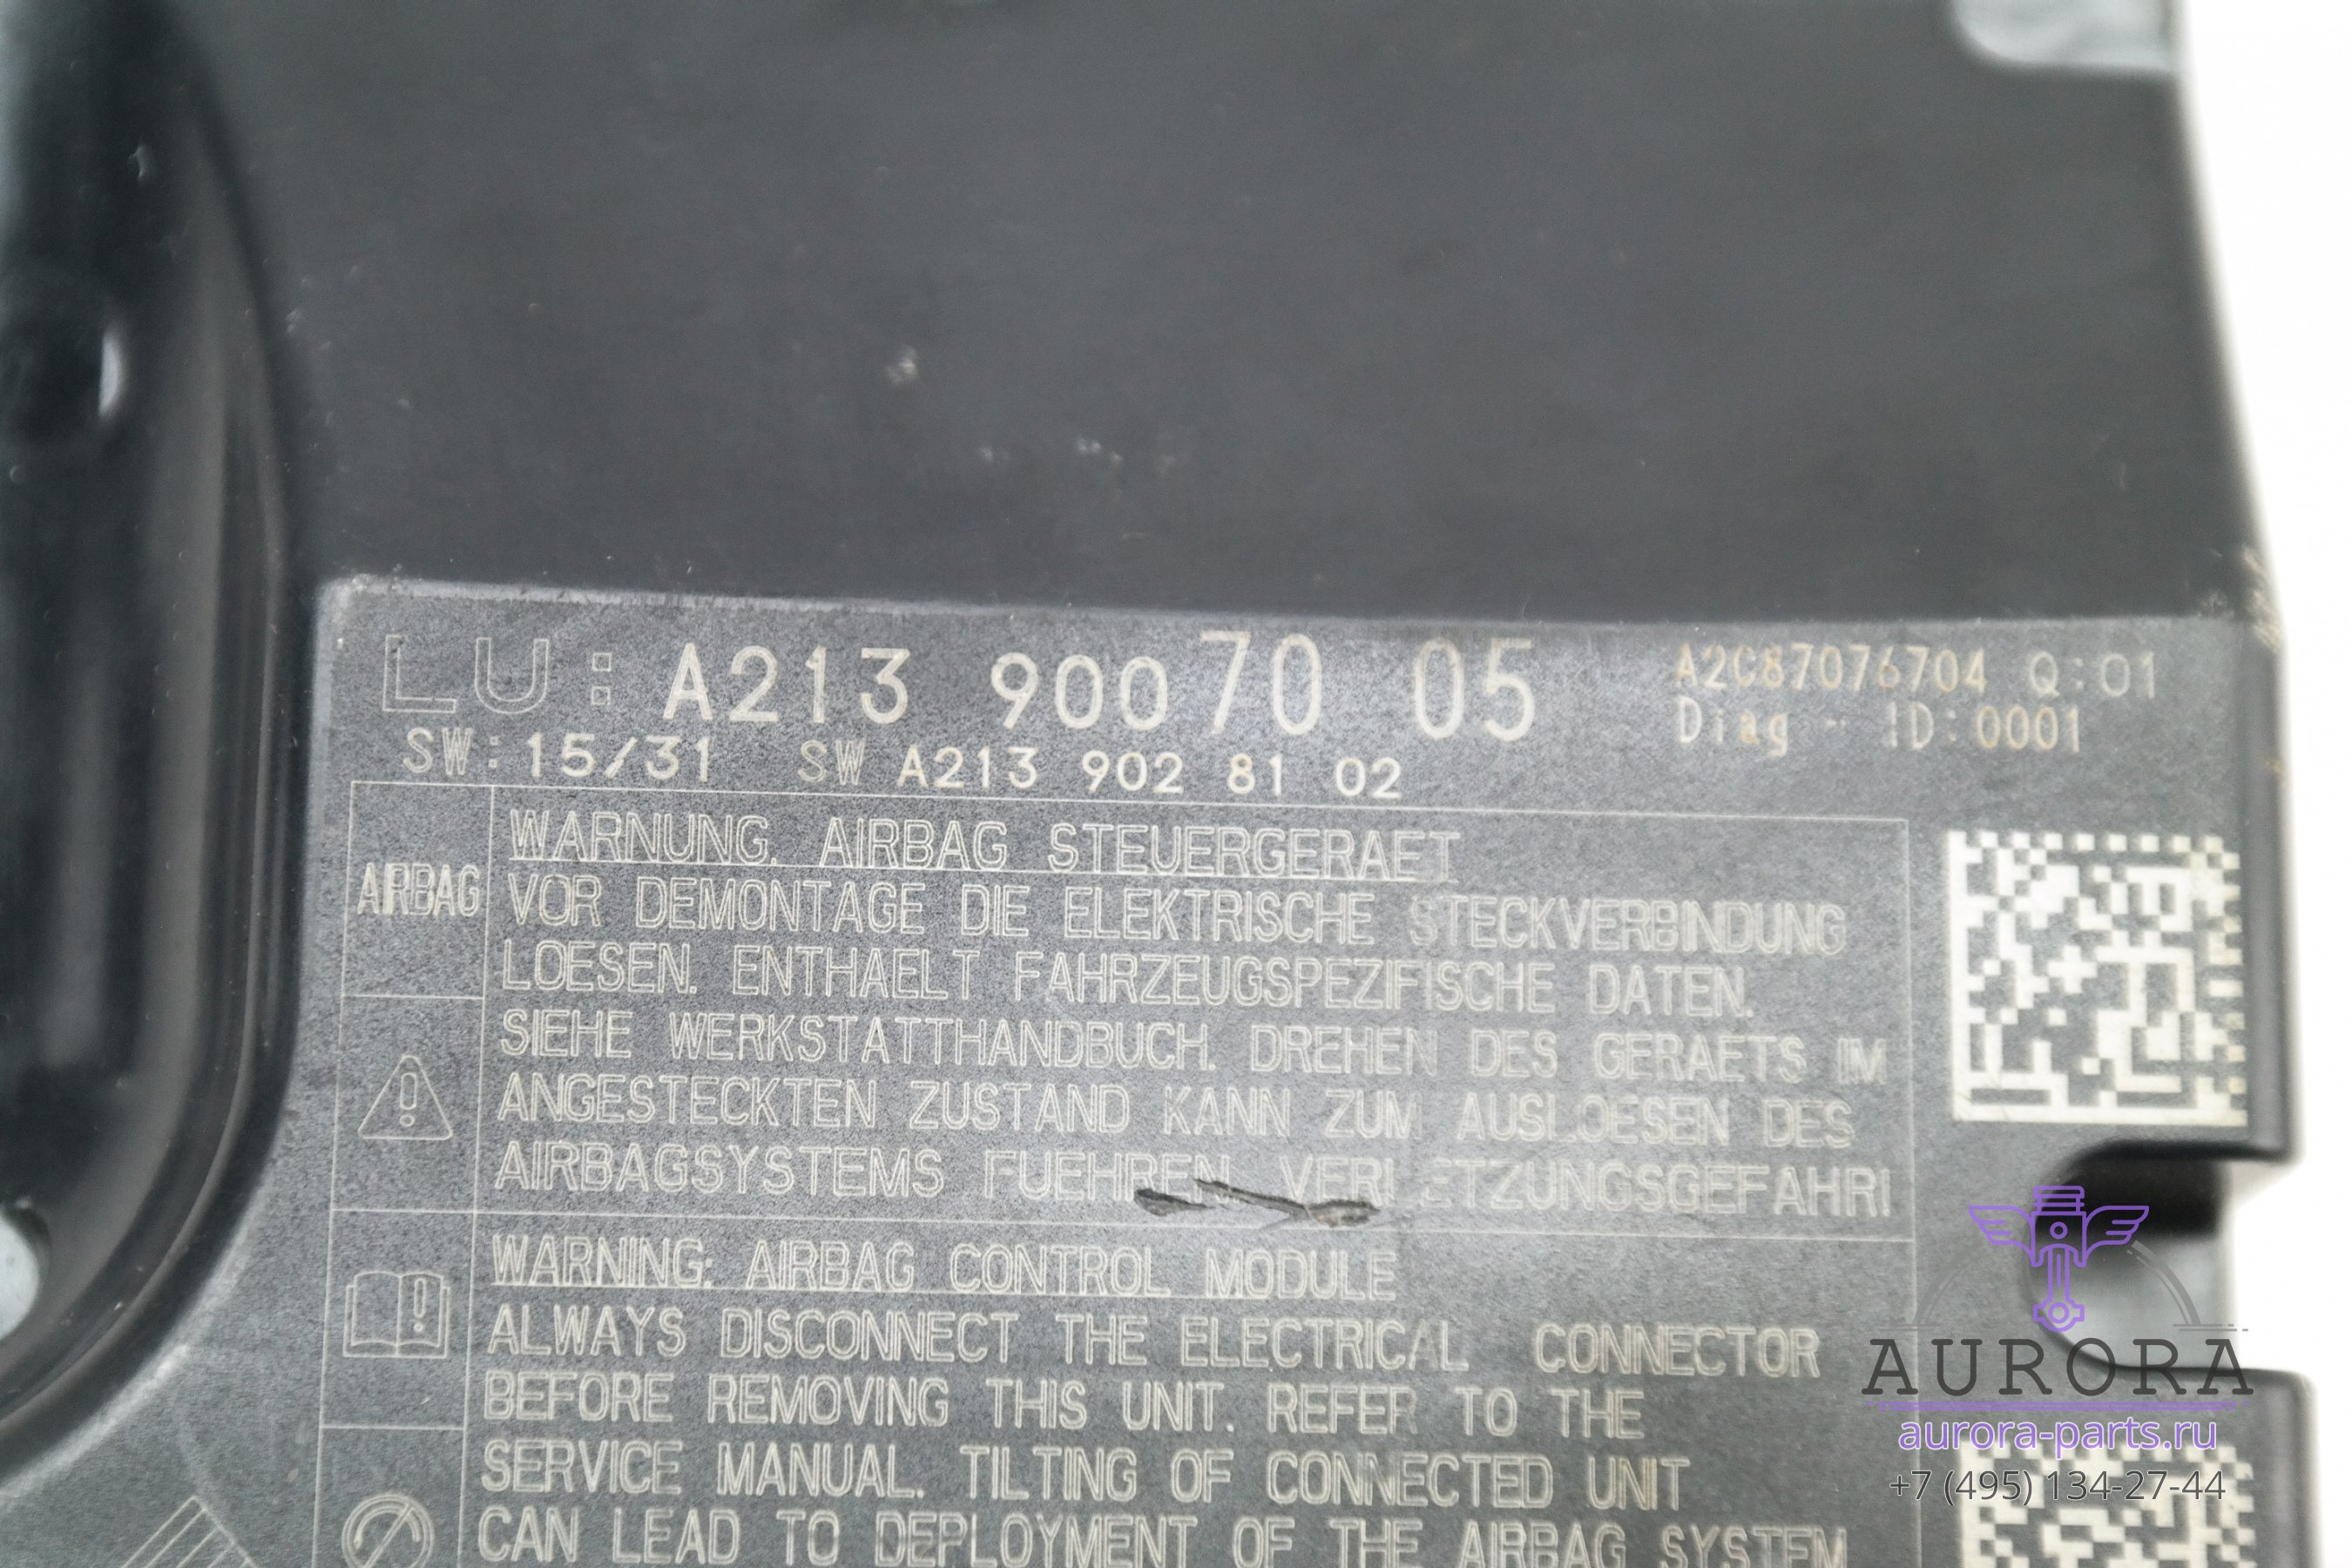 LU: A213 900 70 05 A2C87076704 Q:01
Diag - ID:0001
SW: 15/31 SW A213 902 81 02
WARNUNG. AIRBAG STEUERGERAET
AIRBAG
VOR DEMONTAGE DIE ELEKTRISCHE STECKVERBINDUNG
LOESEN. ENTHAELT FAHRZEUGSPEZIFISCHE DATEN.
SIEHE WERKSTATTHANDBUCH. DREHEN DES GERAETS IM
ANGESTECKTEN ZUSTAND KANN ZUM AUSLOESEN DES
AIRBAGSYSTEMS FUEHREN. VERLETZUNGSGEFAHR!
WARNING: AIRBAG CONTROL MODULE
ALWAYS DISCONNECT THE ELECTRICAL CONNECTOR
BEFORE REMOVING THIS UNIT. REFER TO THE
SERVICE MANUAL. TILTING OF CONNECTED UNIT
CAN LEAD TO DEPLOYMENT OF THE AIRBAG SYSTEM
AURORA
aurora-parts.ru
+7 (495) 134-27-44